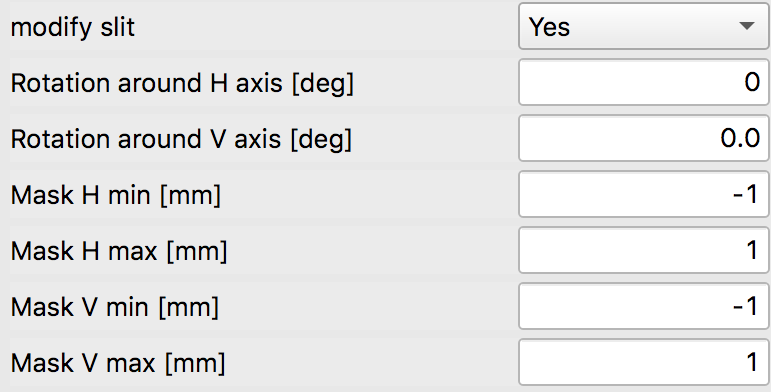 modify slit Yes
Rotation around H axis [deg] 0
Rotation around V axis [deg] 0.0
Mask H min [mm] -1
Mask H max [mm] 1
Mask V min [mm] -1
Mask V max [mm] 1